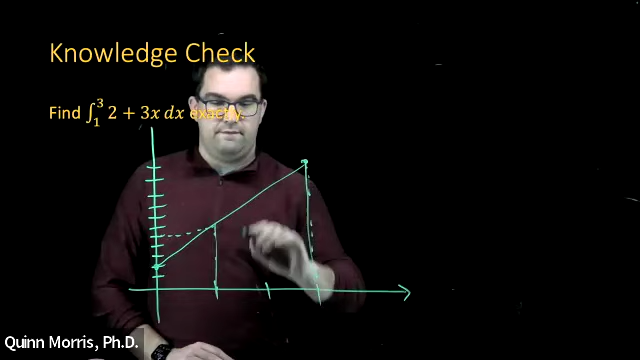 Knowledge Check
Find ∫₁³ 2 + 3x dx exactly.
Quinn Morris, Ph.D.